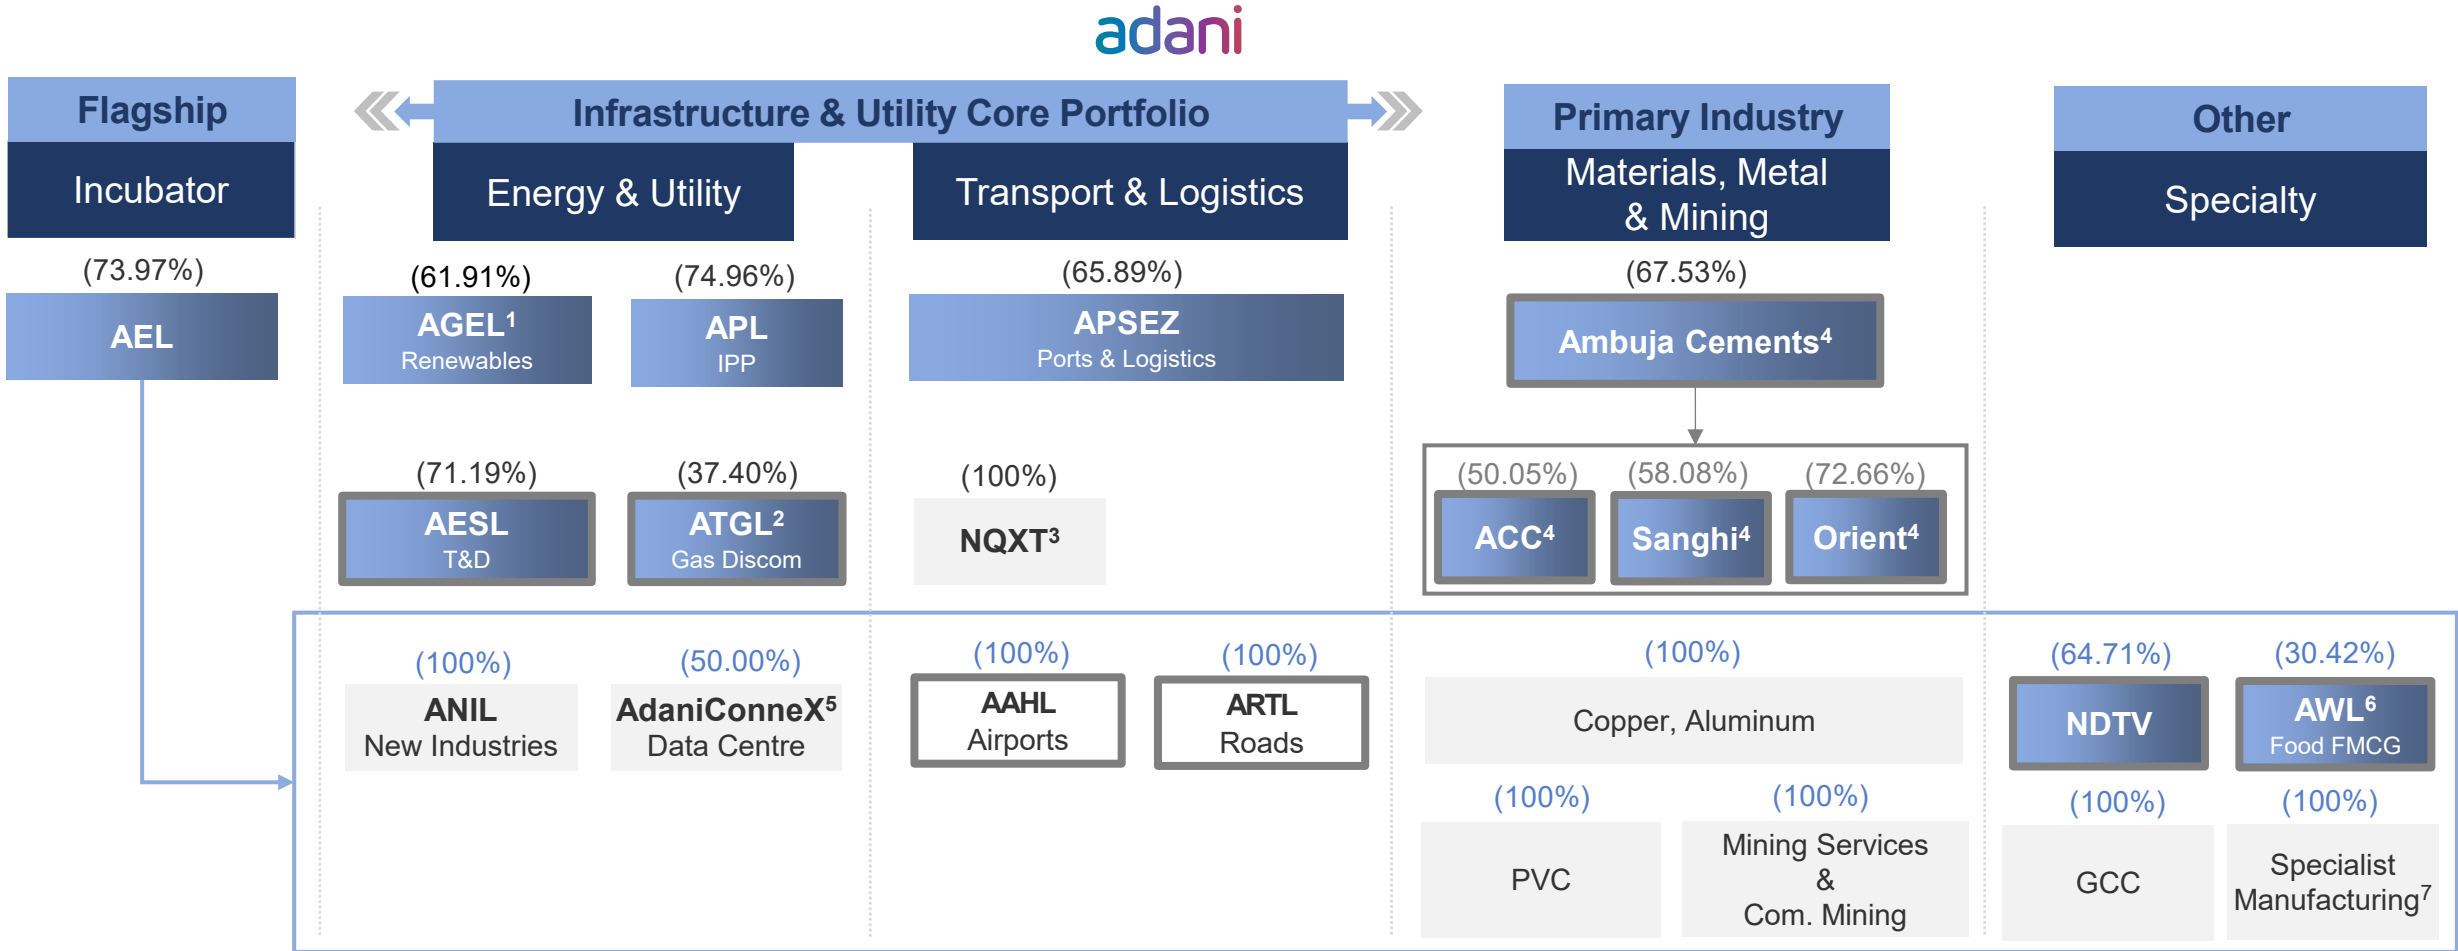 adani
Flagship
Incubator
(73.97%)
AEL
Infrastructure & Utility Core Portfolio
Energy & Utility
(61.91%)
AGEL¹
Renewables
(74.96%)
APL
IPP
(71.19%)
AESL
T&D
(37.40%)
ATGL²
Gas Discom
Transport & Logistics
(65.89%)
APSEZ
Ports & Logistics
(100%)
NQXT³
Primary Industry
Materials, Metal
& Mining
(67.53%)
Ambuja Cements⁴
(50.05%)
ACC⁴
(58.08%)
Sanghi⁴
(72.66%)
Orient⁴
Other
Specialty
(100%)
ANIL
New Industries
(50.00%)
AdaniConneX⁵
Data Centre
(100%)
AAHL
Airports
(100%)
ARTL
Roads
(100%)
Copper, Aluminum
(100%)
PVC
(100%)
Mining Services
&
Com. Mining
(64.71%)
NDTV
(30.42%)
AWL⁶
Food FMCG
(100%)
GCC
(100%)
Specialist
Manufacturing⁷